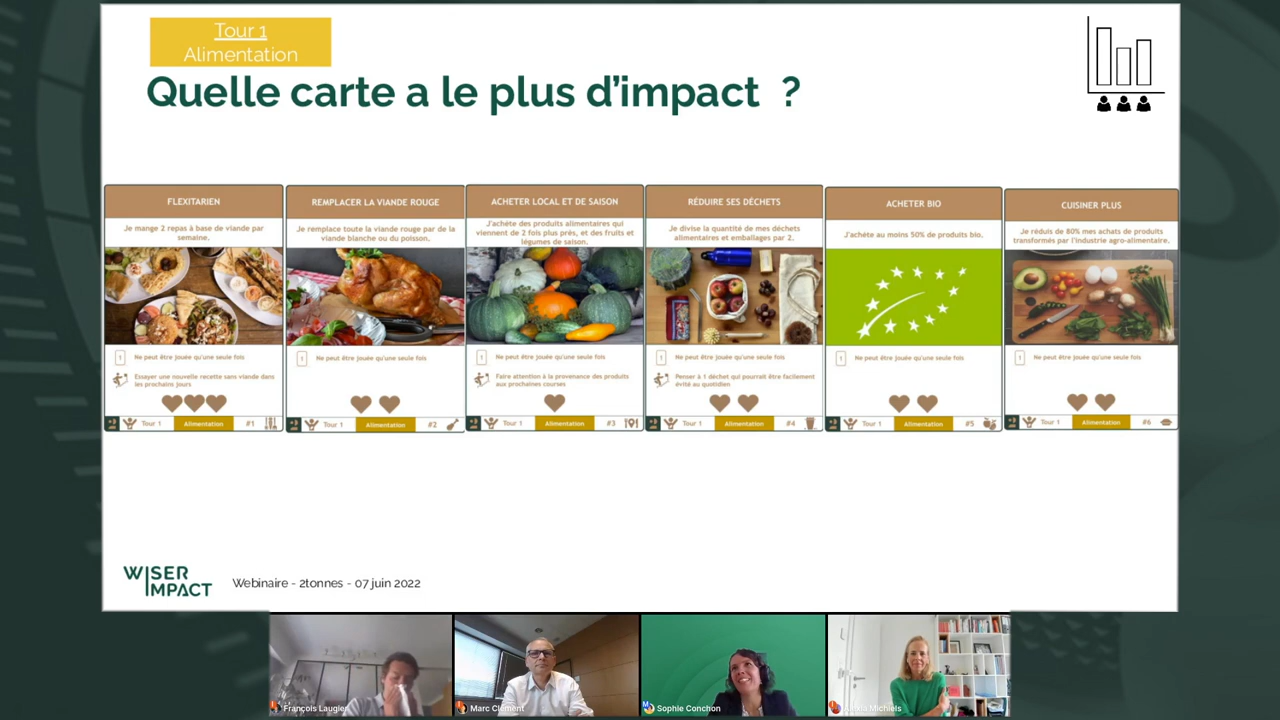 Tour 1
Alimentation
Quelle carte a le plus d'impact ?
FLEXITARIEN
Je mange 2 repas à base de viande par
semaine.
1 Ne peut être jouée qu'une seule fois
Essayer une nouvelle recette sans viande dans
les prochains jours
Tour 1 Alimentation #1
REMPLACER LA VIANDE ROUGE
Je remplace toute la viande rouge par de la
viande blanche ou du poisson.
1 Ne peut être jouée qu'une seule fois
Tour 1 Alimentation #2
ACHETER LOCAL ET DE SAISON
J'achète des produits alimentaires qui
viennent de 2 fois plus près, et des fruits et
légumes de saison.
1 Ne peut être jouée qu'une seule fois
Faire attention à la provenance des produits
aux prochaines courses
Tour 1 Alimentation #3
RÉDUIRE SES DÉCHETS
Je divise la quantité de mes déchets
alimentaires et emballages par 2.
1 Ne peut être jouée qu'une seule fois
Penser à 1 déchet qui pourrait être facilement
évité au quotidien
Tour 1 Alimentation #4
ACHETER BIO
J'achète au moins 50% de produits bio.
1 Ne peut être jouée qu'une seule fois
Tour 1 Alimentation #5
CUISINER PLUS
Je réduis de 80% mes achats de produits
transformés par l'industrie agro-alimentaire.
1 Ne peut être jouée qu'une seule fois
Tour 1 Alimentation #6
WISER
IMPACT
Webinaire - 2tonnes - 07 juin 2022
François Laugier
Marc Clément
Sophie Conchon
Michiels